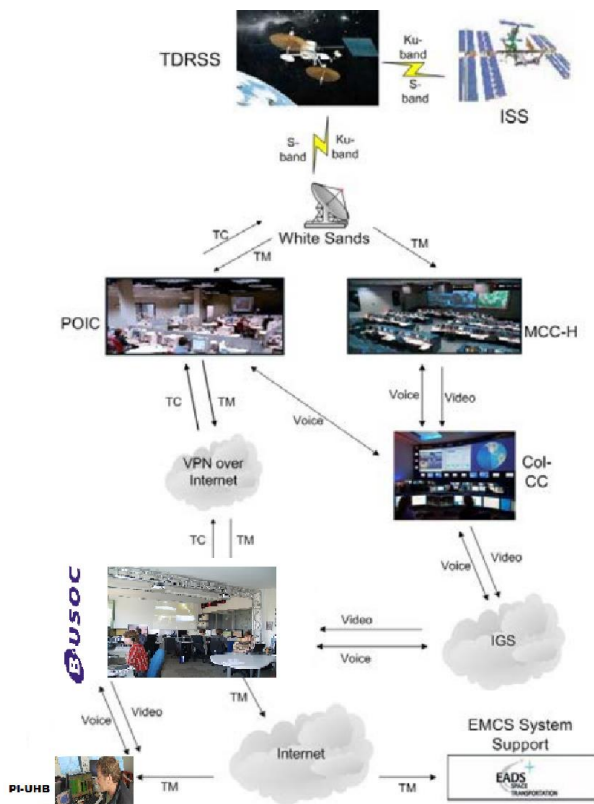 TDRSS
Ku-
band
S-
band
ISS
S-
band
Ku-
band
TC
White Sands
TM
TM
POIC
MCC-H
TC
TM
Voice
Voice
Video
VPN over
Internet
Col-
CC
TC
TM
Voice
Video
B·USOC
Video
Voice
IGS
TM
Voice
Video
Internet
EMCS System
Support
PI-UHB
TM
TM
EADS
SPACE
TRANSPORTATION